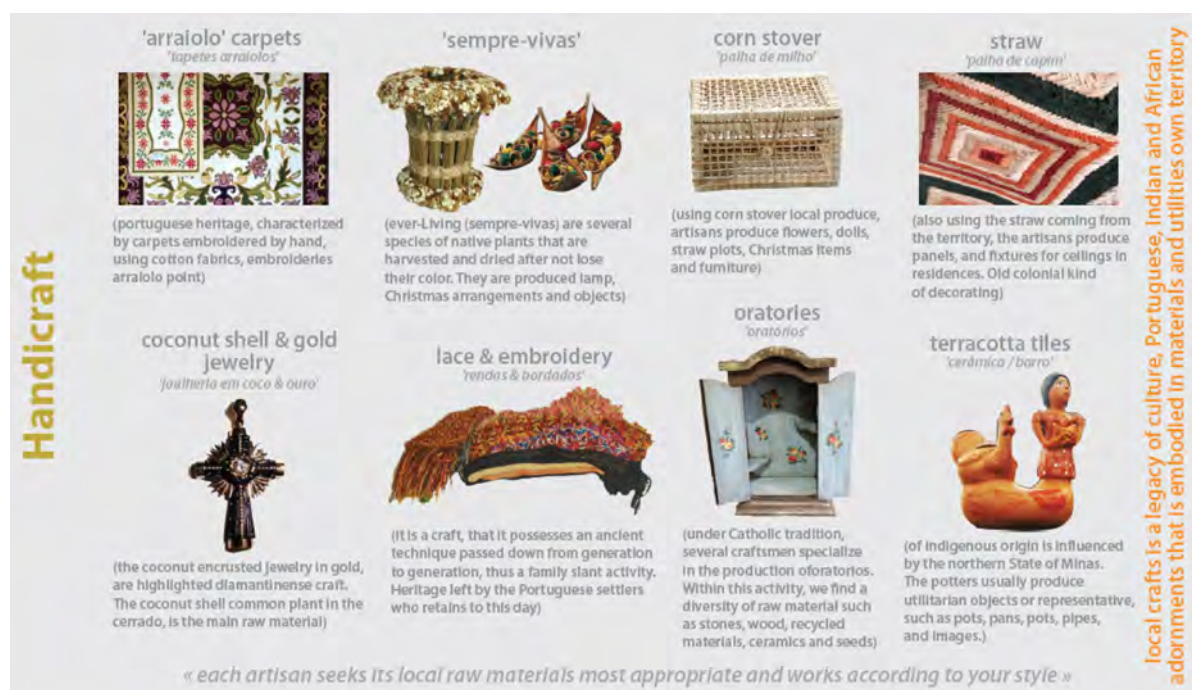 Handicraft
'arraiolo' carpets
'tapetes arraiolos'
(portuguese heritage, characterized
by carpets embroidered by hand,
using cotton fabrics, embroideries
arraiolo point)
'sempre-vivas'
(ever-Living (sempre-vivas) are several
species of native plants that are
harvested and dried after not lose
their color. They are produced lamp,
Christmas arrangements and objects)
corn stover
'palha de milho'
(using corn stover local produce,
artisans produce flowers, dolls,
straw plots, Christmas items
and furniture)
straw
'palha de capim'
(also using the straw coming from
the territory, the artisans produce
panels, and fixtures for ceilings in
residences. Old colonial kind
of decorating)
coconut shell & gold
jewelry
'joalheria em coco & ouro'
(the coconut encrusted jewelry in gold,
are highlighted diamantinense craft.
The coconut shell common plant in the
cerrado, is the main raw material)
lace & embroidery
'rendas & bordados'
(it is a craft, that it possesses an ancient
technique passed down from generation
to generation, thus a family slant activity.
Heritage left by the Portuguese settlers
who retains to this day)
oratories
'oratórios'
(under Catholic tradition,
several craftsmen specialize
in the production oforatorios.
Within this activity, we find a
diversity of raw material such
as stones, wood, recycled
materials, ceramics and seeds)
terracotta tiles
'cerâmica / barro'
(of indigenous origin is influenced
by the northern State of Minas.
The potters usually produce
utilitarian objects or representative,
such as pots, pans, pots, pipes,
and images.)
local crafts is a legacy of culture, Portuguese, Indian and African
adornments that is embodied in materials and utilities own territory
« each artisan seeks its local raw materials most appropriate and works according to your style »